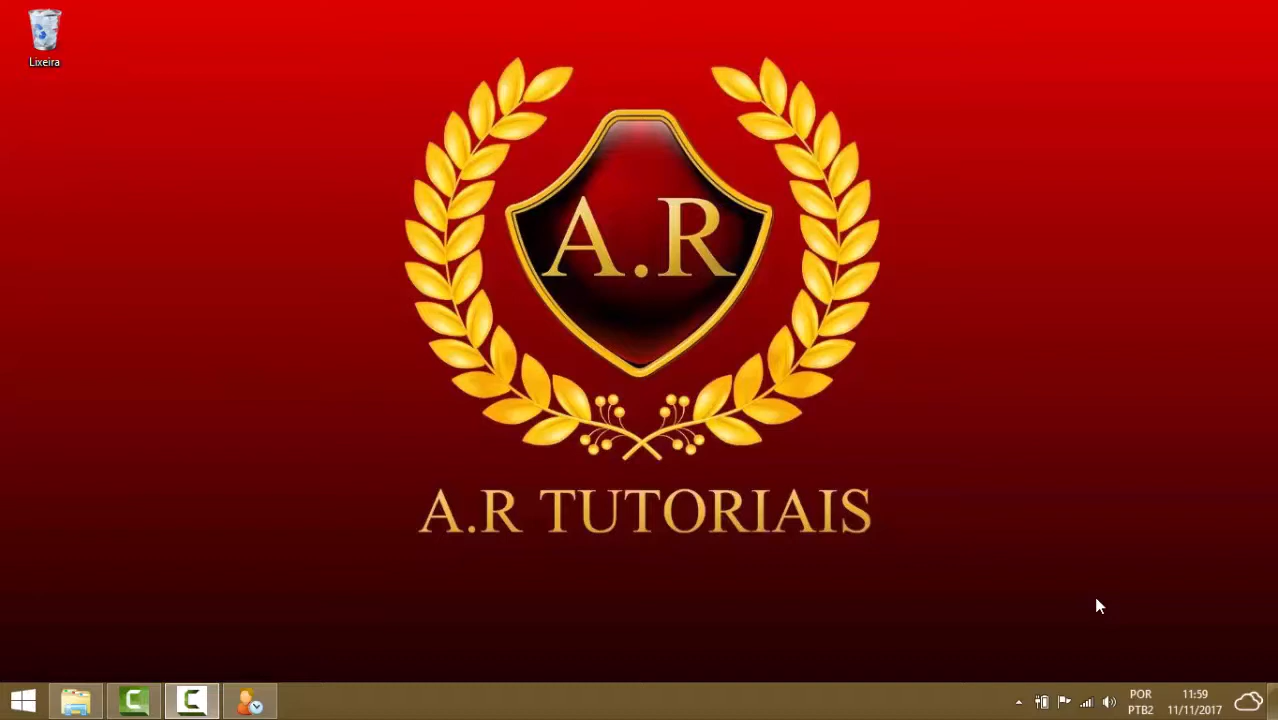 Lixeira
A.R
A.R TUTORIAIS
POR
PTB2
11:59
11/11/2017